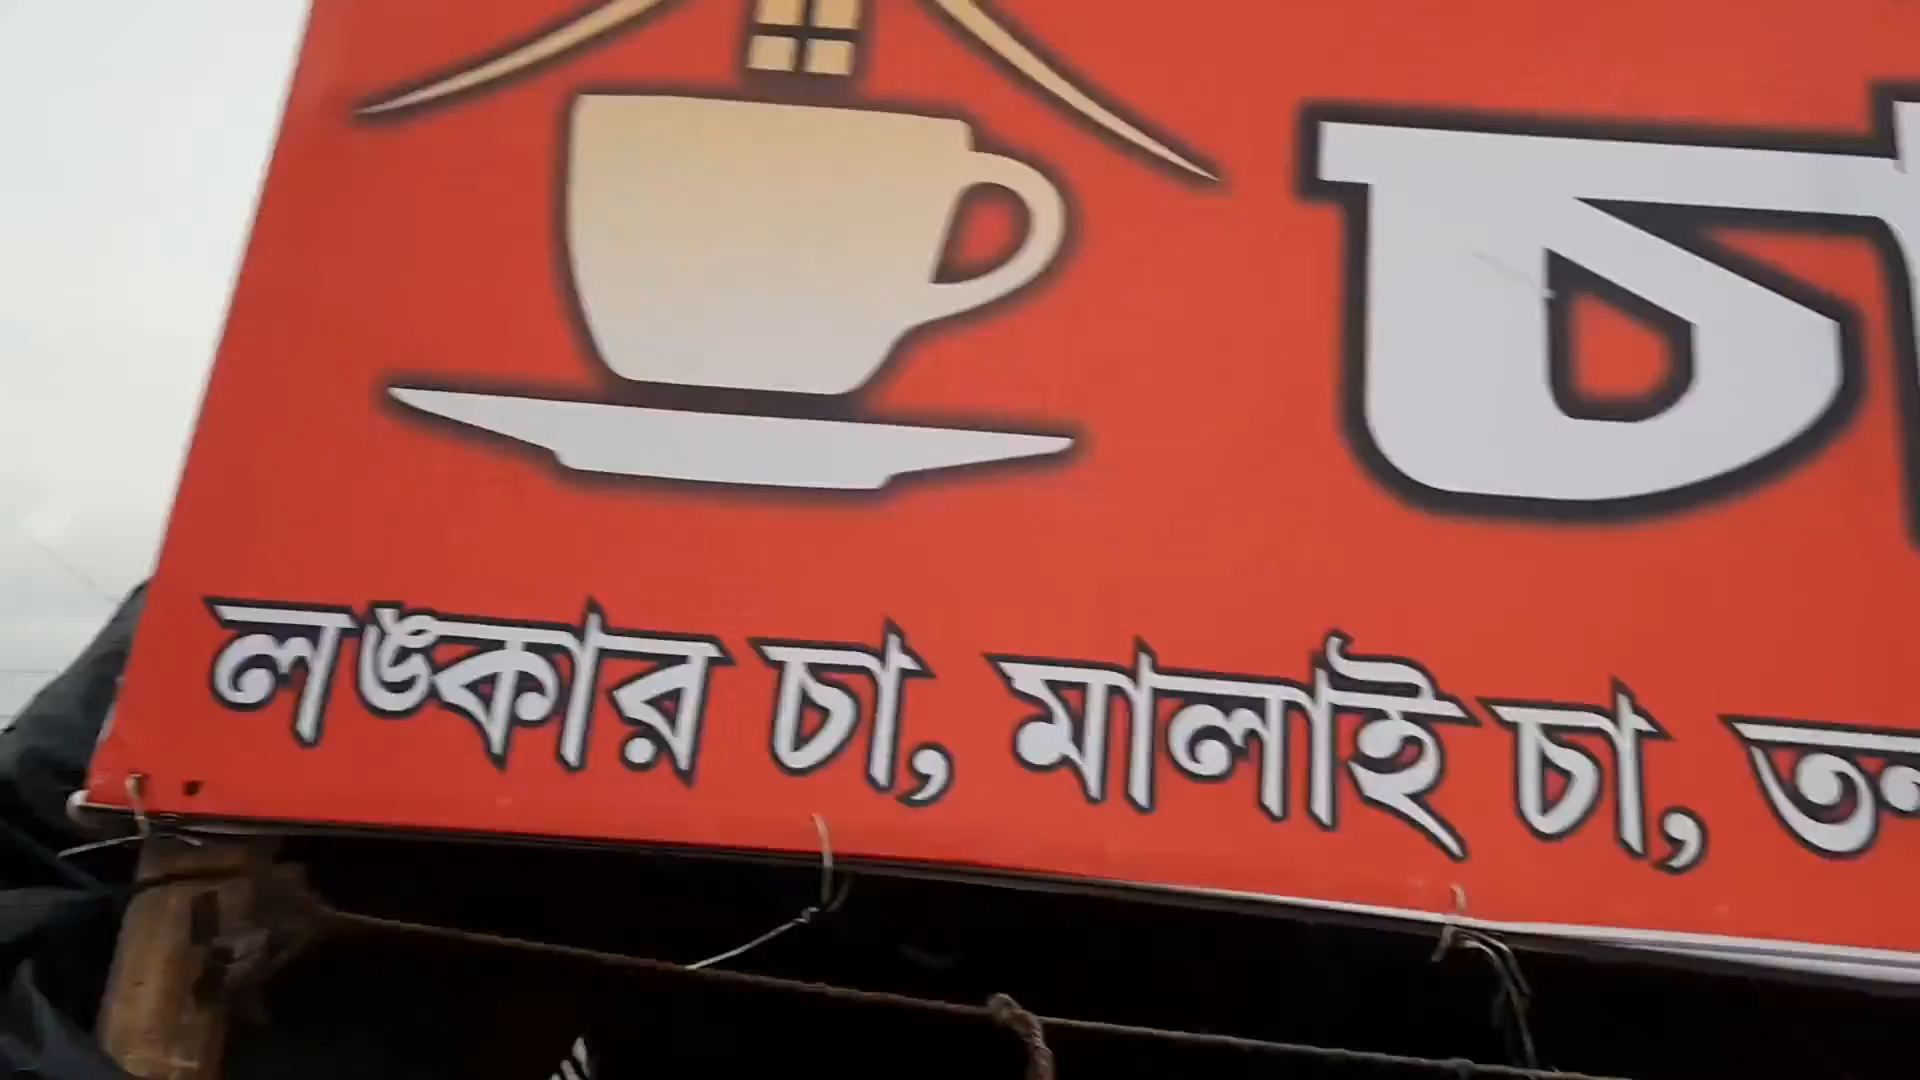 চা
লঙ্কার চা, মালাই চা,